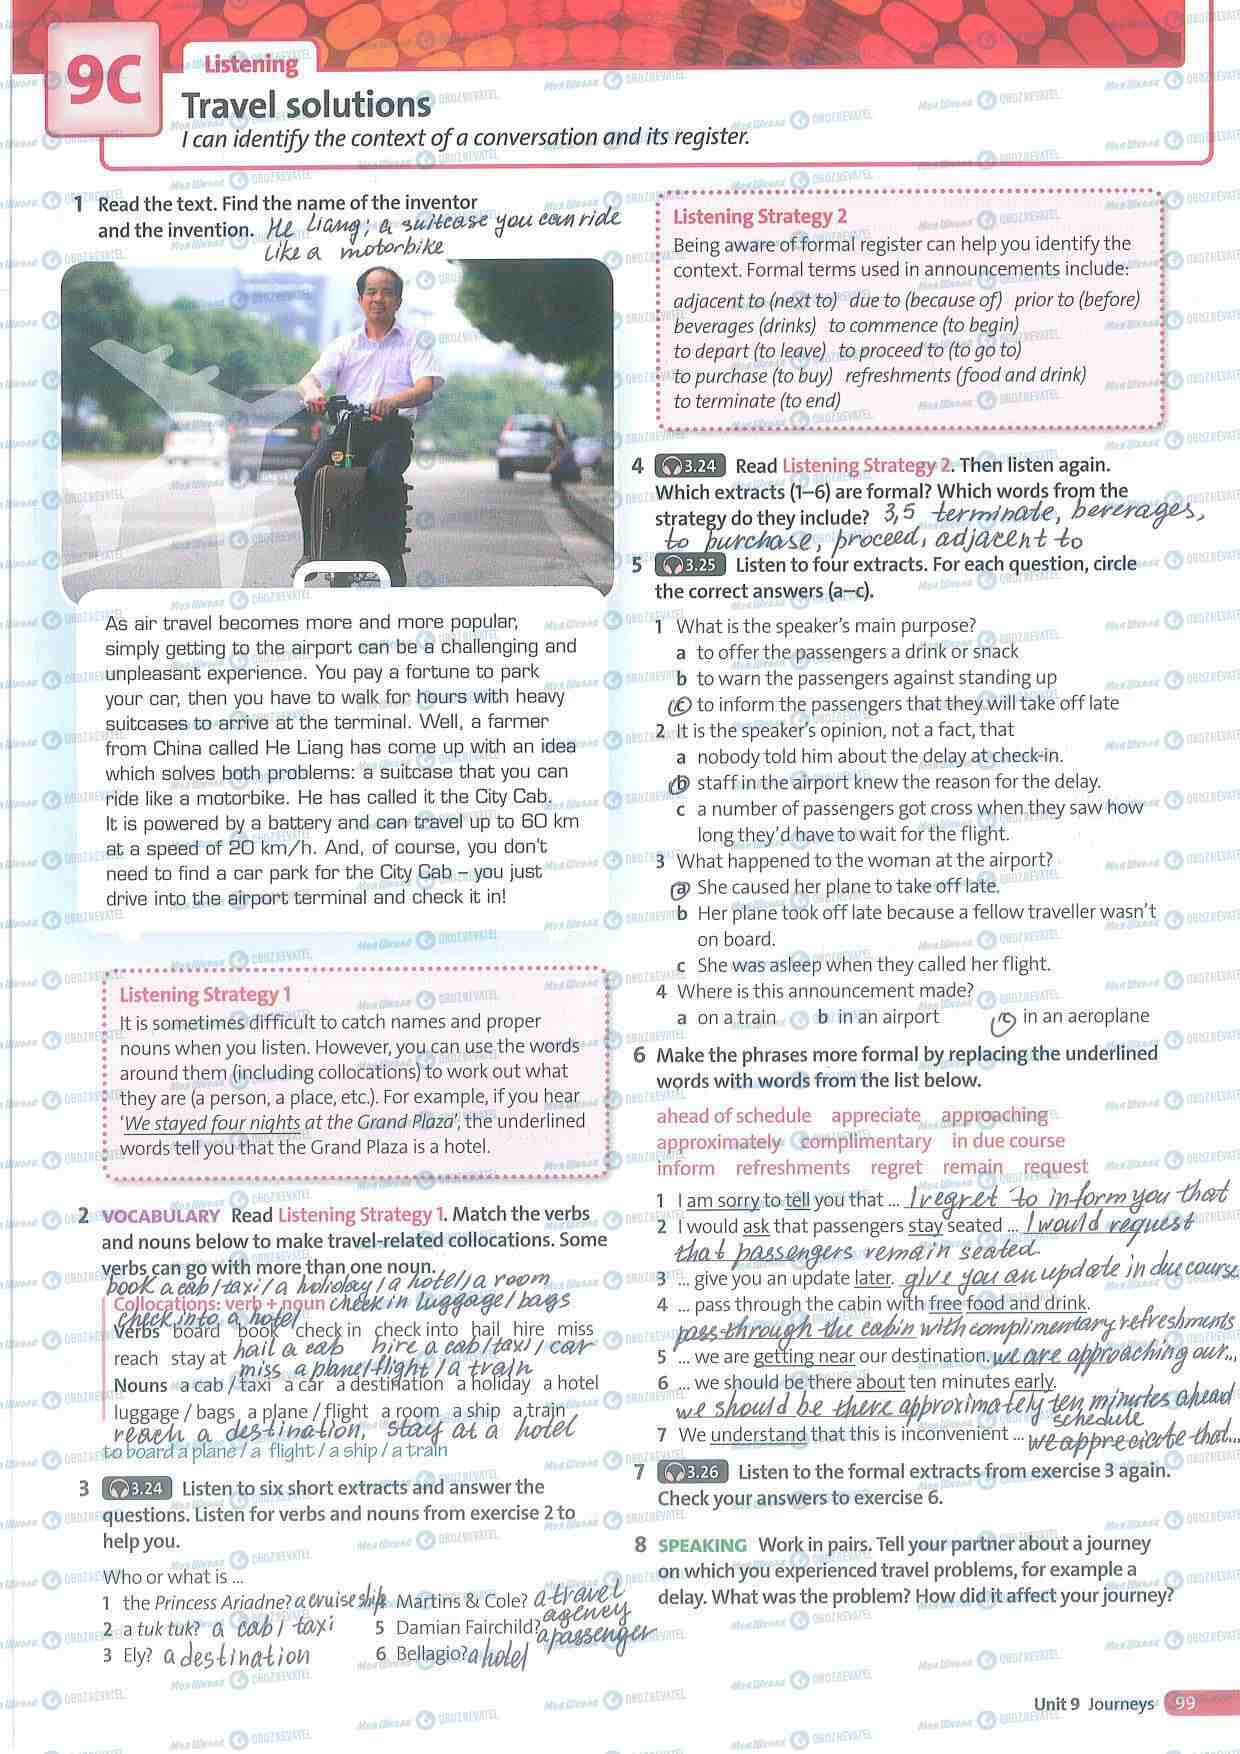 9C
Listening
Travel solutions
I can identify the context of a conversation and its register.
1 Read the text. Find the name of the inventor
and the invention. He Liang; a suitcase you can ride
like a motorbike
As air travel becomes more and more popular,
simply getting to the airport can be a challenging and
unpleasant experience. You pay a fortune to park
your car, then you have to walk for hours with heavy
suitcases to arrive at the terminal. Well, a farmer
from China called He Liang has come up with an idea
which solves both problems: a suitcase that you can
ride like a motorbike. He has called it the City Cab.
It is powered by a battery and can travel up to 60 km
at a speed of 20 km/h. And, of course, you don't
need to find a car park for the City Cab – you just
drive into the airport terminal and check it in!
Listening Strategy 1
It is sometimes difficult to catch names and proper
nouns when you listen. However, you can use the words
around them (including collocations) to work out what
they are (a person, a place, etc.). For example, if you hear
'We stayed four nights at the Grand Plaza', the underlined
words tell you that the Grand Plaza is a hotel.
2 VOCABULARY Read Listening Strategy 1. Match the verbs
and nouns below to make travel-related collocations. Some
verbs can go with more than one noun.
book a cab/taxi/a holiday/a hotel/a room
Collocations: verb + noun check in luggage/bags
check into a hotel
Verbs board book check in check into hail hire miss
reach stay at hail a cab hire a cab/taxi/car
miss a plane/flight/a train
Nouns a cab / taxi a car a destination a holiday a hotel
luggage / bags a plane / flight a room a ship a train
reach a destination, stay at a hotel
to board a plane / a flight / a ship / a train
3 3.24 Listen to six short extracts and answer the
questions. Listen for verbs and nouns from exercise 2 to
help you.
Who or what is ...
1 the Princess Ariadne? a cruise ship
2 a tuk tuk? a cab/taxi
3 Ely? a destination
4 Martins & Cole? a travel
agency
5 Damian Fairchild? a passenger
6 Bellagio? a hotel
Listening Strategy 2
Being aware of formal register can help you identify the
context. Formal terms used in announcements include:
adjacent to (next to) due to (because of) prior to (before)
beverages (drinks) to commence (to begin)
to depart (to leave) to proceed to (to go to)
to purchase (to buy) refreshments (food and drink)
to terminate (to end)
4 3.24 Read Listening Strategy 2. Then listen again.
Which extracts (1–6) are formal? Which words from the
strategy do they include? 3,5 terminate, bererages,
to purchase, proceed, adjacent to
5 3.25 Listen to four extracts. For each question, circle
the correct answers (a–c).
1 What is the speaker's main purpose?
a to offer the passengers a drink or snack
b to warn the passengers against standing up
c to inform the passengers that they will take off late
2 It is the speaker's opinion, not a fact, that
a nobody told him about the delay at check-in.
b staff in the airport knew the reason for the delay.
c a number of passengers got cross when they saw how
long they'd have to wait for the flight.
3 What happened to the woman at the airport?
a She caused her plane to take off late.
b Her plane took off late because a fellow traveller wasn't
on board.
c She was asleep when they called her flight.
4 Where is this announcement made?
a on a train b in an airport c in an aeroplane
6 Make the phrases more formal by replacing the underlined
words with words from the list below.
ahead of schedule appreciate approaching
approximately complimentary in due course
inform refreshments regret remain request
1 I am sorry to tell you that ... I regret to inform you that
2 I would ask that passengers stay seated ... I would request
that passengers remain seated
3 ... give you an update later. give you an update in due course
4 ... pass through the cabin with free food and drink.
pass through the cabin with complimentary refreshments
5 ... we are getting near our destination. we are approaching our...
6 ... we should be there about ten minutes early.
we should be there approximately ten minutes ahead
schedule
7 We understand that this is inconvenient ... we appreciate that...
7 3.26 Listen to the formal extracts from exercise 3 again.
Check your answers to exercise 6.
8 SPEAKING Work in pairs. Tell your partner about a journey
on which you experienced travel problems, for example a
delay. What was the problem? How did it affect your journey?
Unit 9 Journeys 99